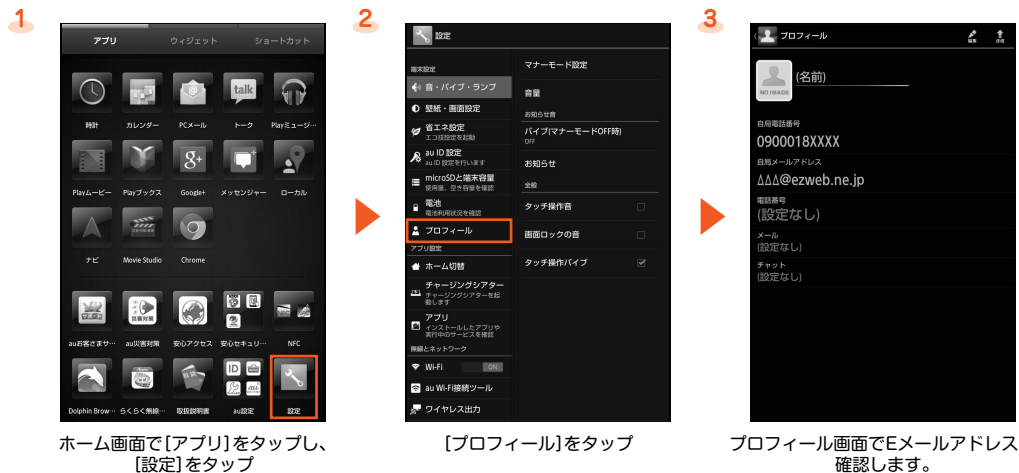 1
アプリ
ウィジェット
ショートカット
talk
時計
カレンダー
PCメール
トーク
Playミュージ…
g+
Playムービー
Playブックス
Google+
メッセンジャー
ローカル
ナビ
Movie Studio
Chrome
災害対策
auお客さまサ…
au災害対策
安心アクセス
安心セキュリ…
NFC
ID
au
Dolphin Brow…
らくらく無線…
取扱説明書
au設定
設定
ホーム画面で[アプリ]をタップし、
[設定]をタップ
2
設定
端末設定
音・バイブ・ランプ
壁紙・画面設定
省エネ設定
エコ技設定を起動
au ID 設定
au ID 設定を行います
microSDと端末容量
使用量、空き容量を確認
電池
電池利用状況を確認
プロフィール
アプリ設定
ホーム切替
チャージングシアター
チャージングシアターを起
動します
アプリ
インストールしたアプリや
実行中のサービスを確認
無線とネットワーク
Wi-Fi
ON
au Wi-Fi接続ツール
ワイヤレス出力
マナーモード設定
音量
お知らせ音
バイブ(マナーモードOFF時)
OFF
お知らせ
全般
タッチ操作音
画面ロックの音
タッチ操作バイブ
[プロフィール]をタップ
3
プロフィール
編集
送信
NO IMAGE
(名前)
自局電話番号
0900018XXXX
自局メールアドレス
ΔΔΔ@ezweb.ne.jp
電話番号
(設定なし)
メール
(設定なし)
チャット
(設定なし)
プロフィール画面でEメールアドレス
確認します。